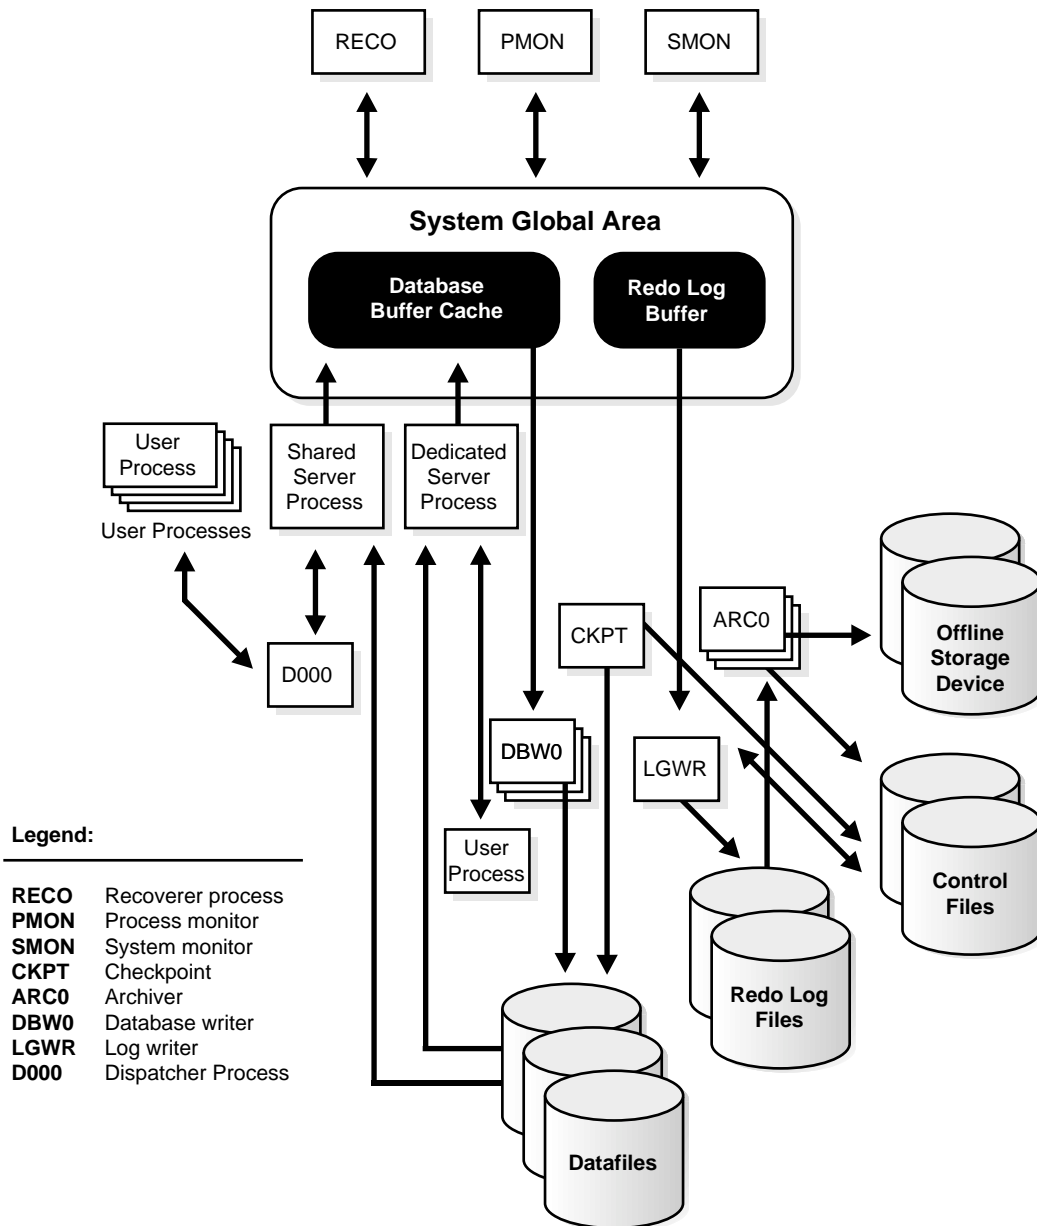 RECO
PMON
SMON
System Global Area
Database
Buffer Cache
Redo Log
Buffer
User
Process
User Processes
Shared
Server
Process
Dedicated
Server
Process
CKPT
ARC0
Offline
Storage
Device
D000
DBW0
LGWR
User
Process
Control
Files
Redo Log
Files
Datafiles
Legend:
RECO Recoverer process
PMON Process monitor
SMON System monitor
CKPT Checkpoint
ARC0 Archiver
DBW0 Database writer
LGWR Log writer
D000 Dispatcher Process